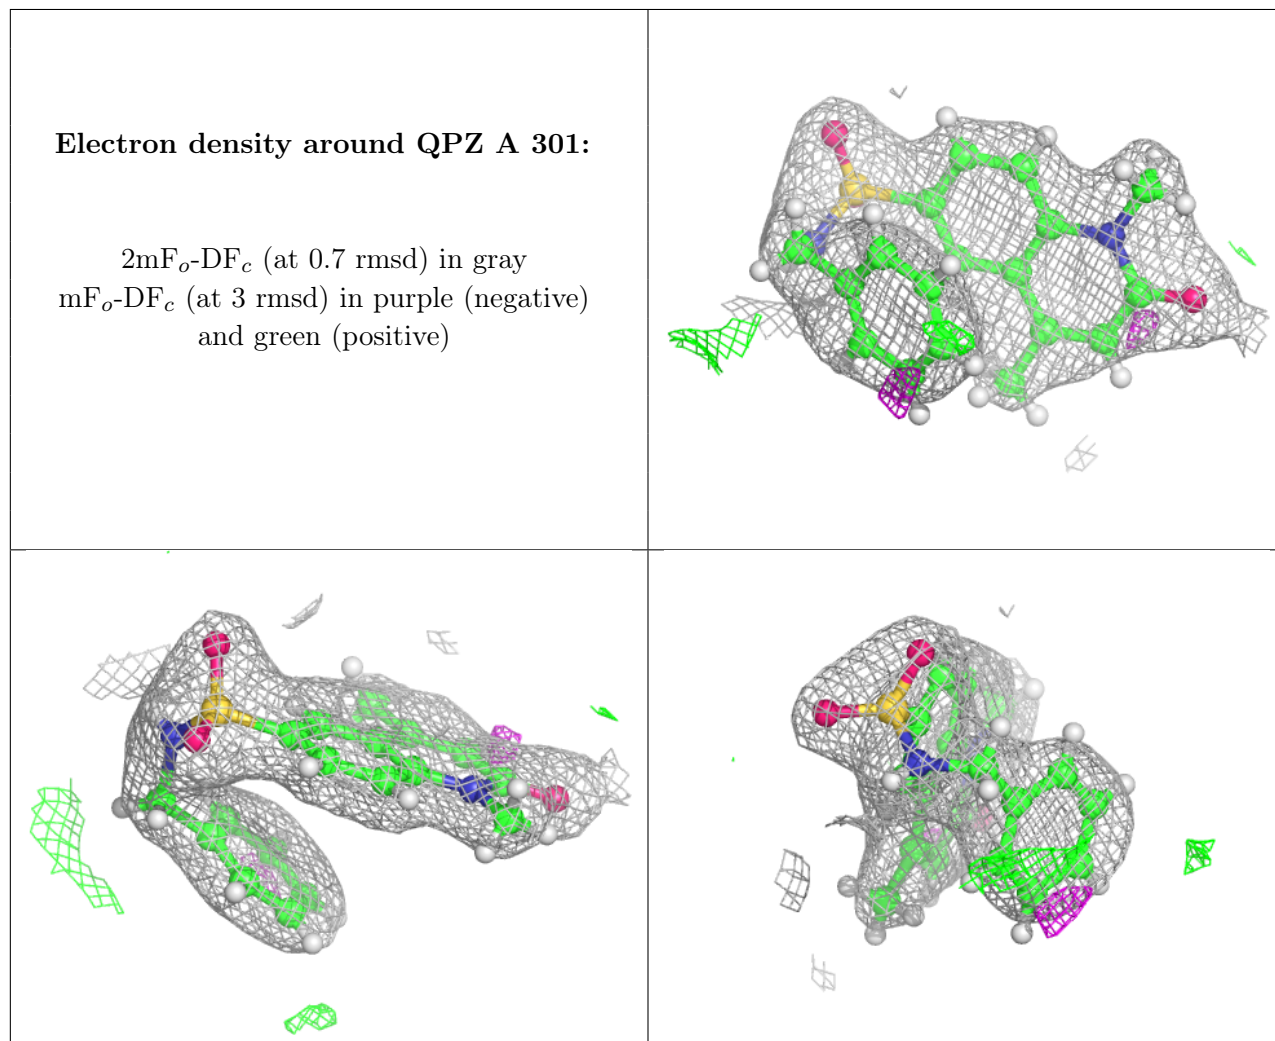 Electron density around QPZ A 301:
2mFo-DFc (at 0.7 rmsd) in gray
mFo-DFc (at 3 rmsd) in purple (negative)
and green (positive)